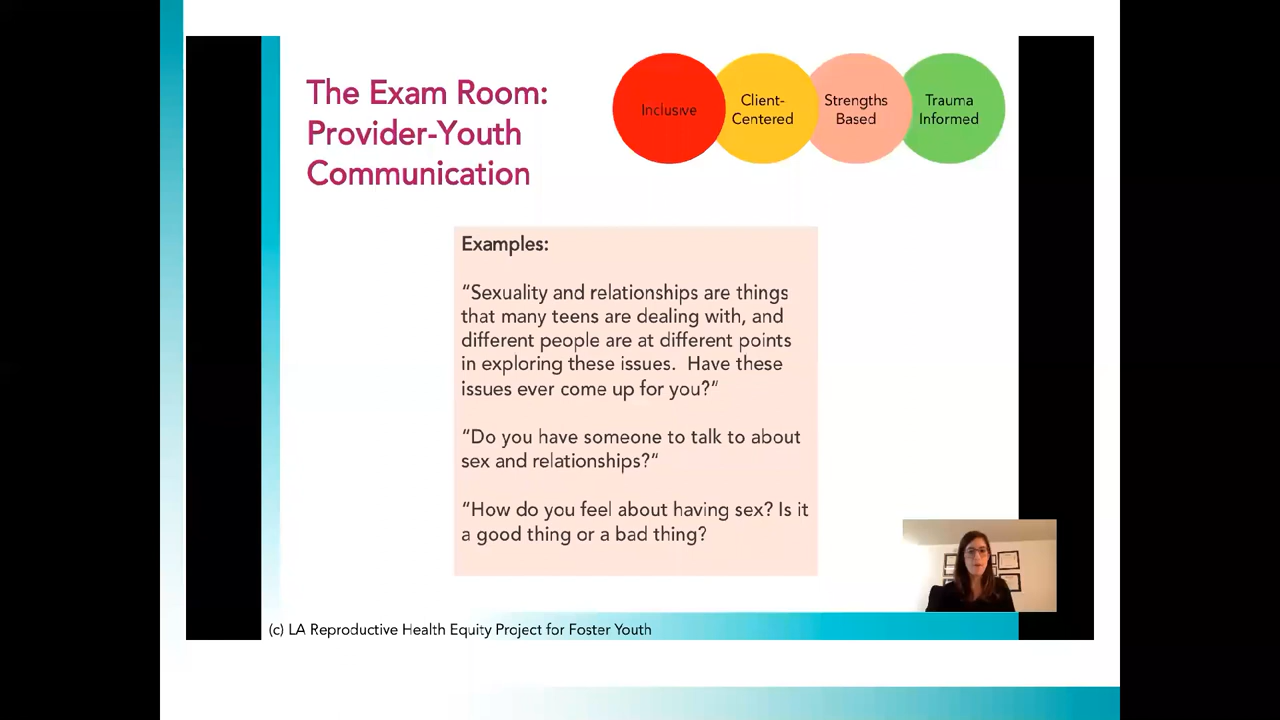 The Exam Room:
Provider-Youth
Communication
Inclusive
Client-
Centered
Strengths
Based
Trauma
Informed
Examples:
“Sexuality and relationships are things
that many teens are dealing with, and
different people are at different points
in exploring these issues.  Have these
issues ever come up for you?”
“Do you have someone to talk to about
sex and relationships?“
“How do you feel about having sex? Is it
a good thing or a bad thing?
(c) LA Reproductive Health Equity Project for Foster Youth